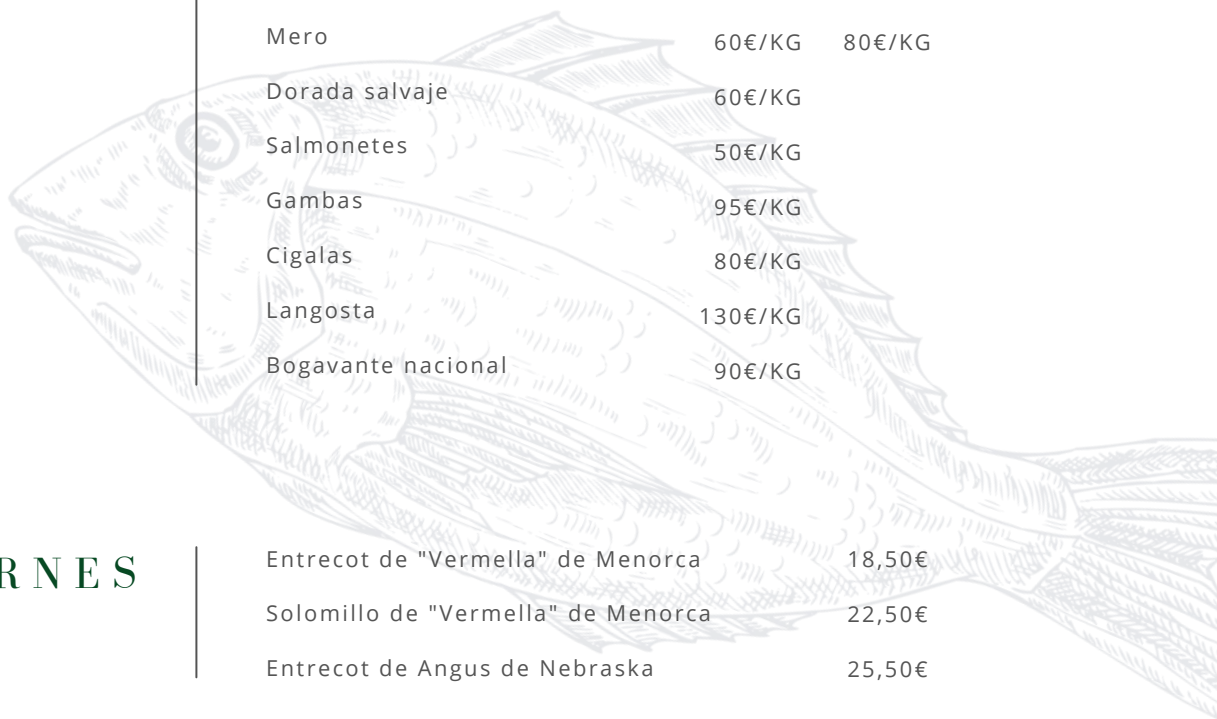 Mero 60€/KG 80€/KG
Dorada salvaje 60€/KG
Salmonetes 50€/KG
Gambas 95€/KG
Cigalas 80€/KG
Langosta 130€/KG
Bogavante nacional 90€/KG
RNES
Entrecot de "Vermella" de Menorca 18,50€
Solomillo de "Vermella" de Menorca 22,50€
Entrecot de Angus de Nebraska 25,50€